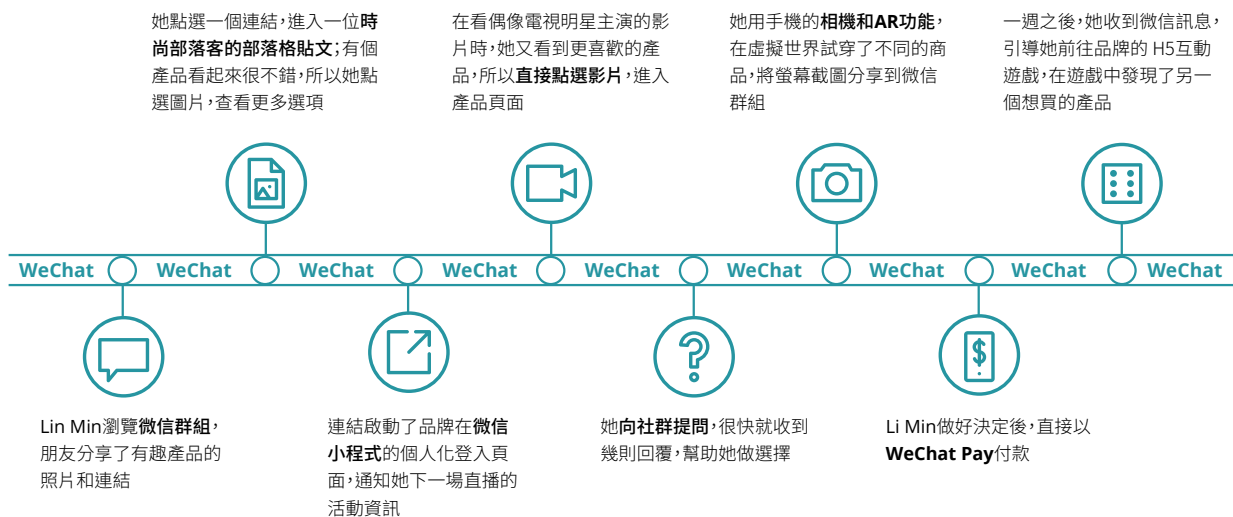 她點選一個連結，進入一位時
尚部落客的部落格貼文；有個
產品看起來很不錯，所以她點
選圖片，查看更多選項
在看偶像電視明星主演的影
片時，她又看到更喜歡的產
品，所以直接點選影片，進入
產品頁面
她用手機的相機和AR功能，
在虛擬世界試穿了不同的商
品，將螢幕截圖分享到微信
群組
一週之後，她收到微信訊息，
引導她前往品牌的 H5互動
遊戲，在遊戲中發現了另一
個想買的產品
WeChat WeChat WeChat WeChat WeChat WeChat WeChat WeChat WeChat
Lin Min瀏覽微信群組，
朋友分享了有趣產品的
照片和連結
連結啟動了品牌在微信
小程式的個人化登入頁
面，通知她下一場直播的
活動資訊
她向社群提問，很快就收到
幾則回覆，幫助她做選擇
Li Min做好決定後，直接以
WeChat Pay付款